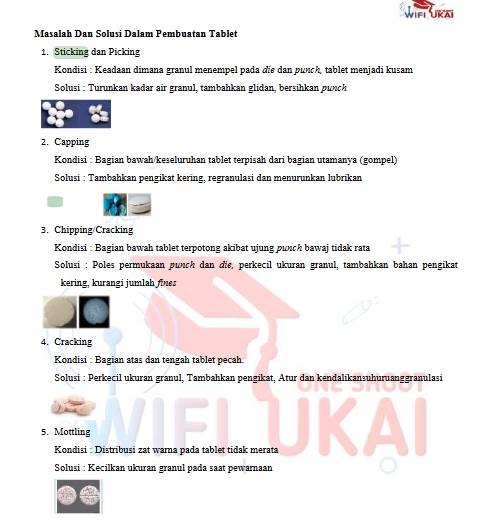 WIFI UKAI
Masalah Dan Solusi Dalam Pembuatan Tablet
1. Sticking dan Picking
Kondisi : Keadaan dimana granul menempel pada die dan punch, tablet menjadi kusam
Solusi : Turunkan kadar air granul, tambahkan glidan, bersihkan punch
2. Capping
Kondisi : Bagian bawah/keseluruhan tablet terpisah dari bagian utamanya (gompel)
Solusi : Tambahkan pengikat kering, regranulasi dan menurunkan lubrikan
3. Chipping/Cracking
Kondisi : Bagian bawah tablet terpotong akibat ujung punch bawaj tidak rata
Solusi : Poles permukaan punch dan die, perkecil ukuran granul, tambahkan bahan pengikat
kering, kurangi jumlah fines
4. Cracking
Kondisi : Bagian atas dan tengah tablet pecah.
Solusi : Perkecil ukuran granul, Tambahkan pengikat, Atur dan kendalikansuhuruanggranulasi
ONE SHOOT
WIFI UKAI
5. Mottling
Kondisi : Distribusi zat warna pada tablet tidak merata
Solusi : Kecilkan ukuran granul pada saat pewarnaan